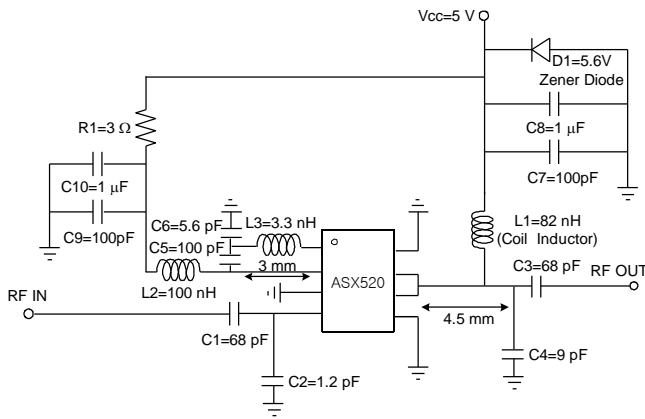 Vcc=5 V
D1=5.6V
Zener Diode
R1=3 Ω
C8=1 μF
C10=1 μF
C7=100pF
C6=5.6 pF
L3=3.3 nH
L1=82 nH
(Coil Inductor)
C9=100pF
C5=100 pF
3 mm
ASX520
C3=68 pF
RF OUT
L2=100 nH
RF IN
4.5 mm
C1=68 pF
C4=9 pF
C2=1.2 pF